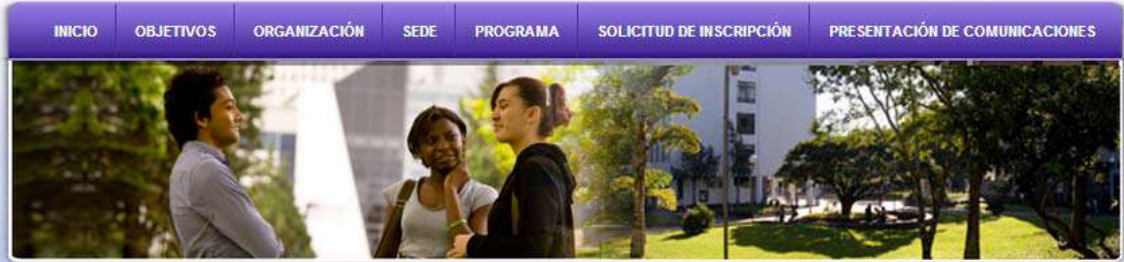 INICIO OBJETIVOS ORGANIZACIÓN SEDE PROGRAMA SOLICITUD DE INSCRIPCIÓN PRESENTACIÓN DE COMUNICACIONES